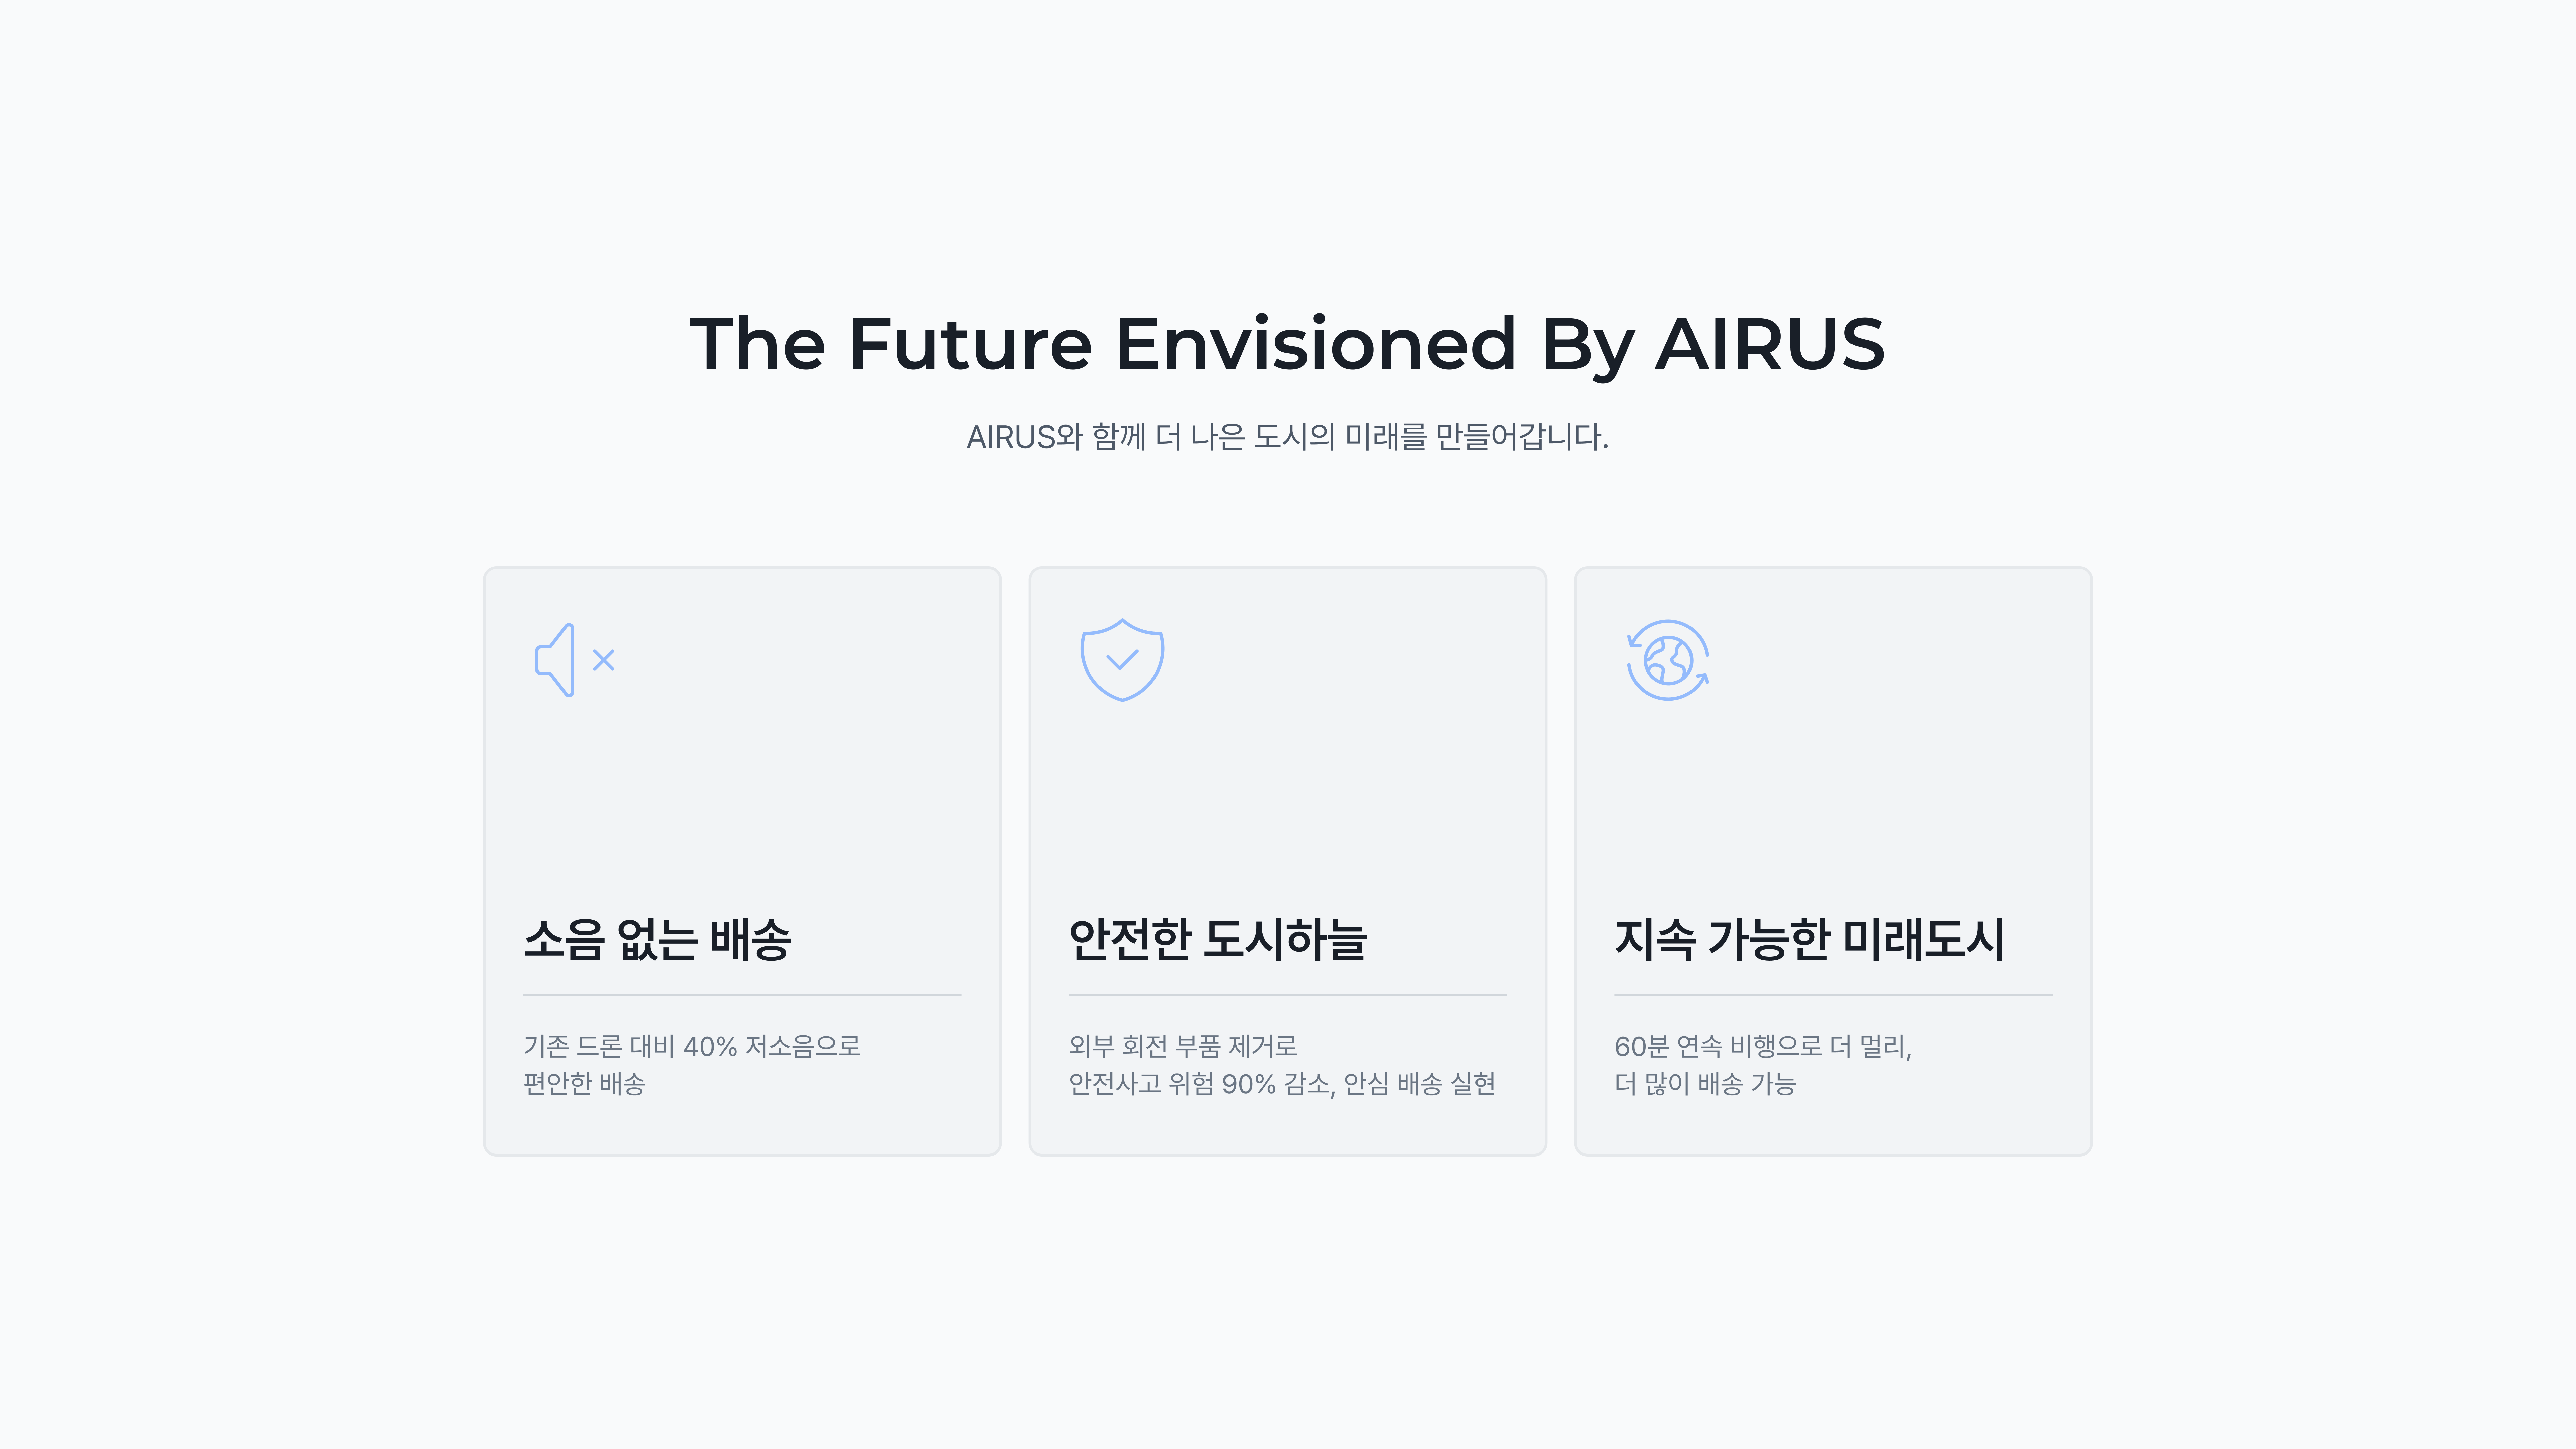 The Future Envisioned By AIRUS
AIRUS와 함께 더 나은 도시의 미래를 만들어갑니다.
소음 없는 배송
기존 드론 대비 40% 저소음으로
편안한 배송
안전한 도시하늘
외부 회전 부품 제거로
안전사고 위험 90% 감소, 안심 배송 실현
지속 가능한 미래도시
60분 연속 비행으로 더 멀리,
더 많이 배송 가능